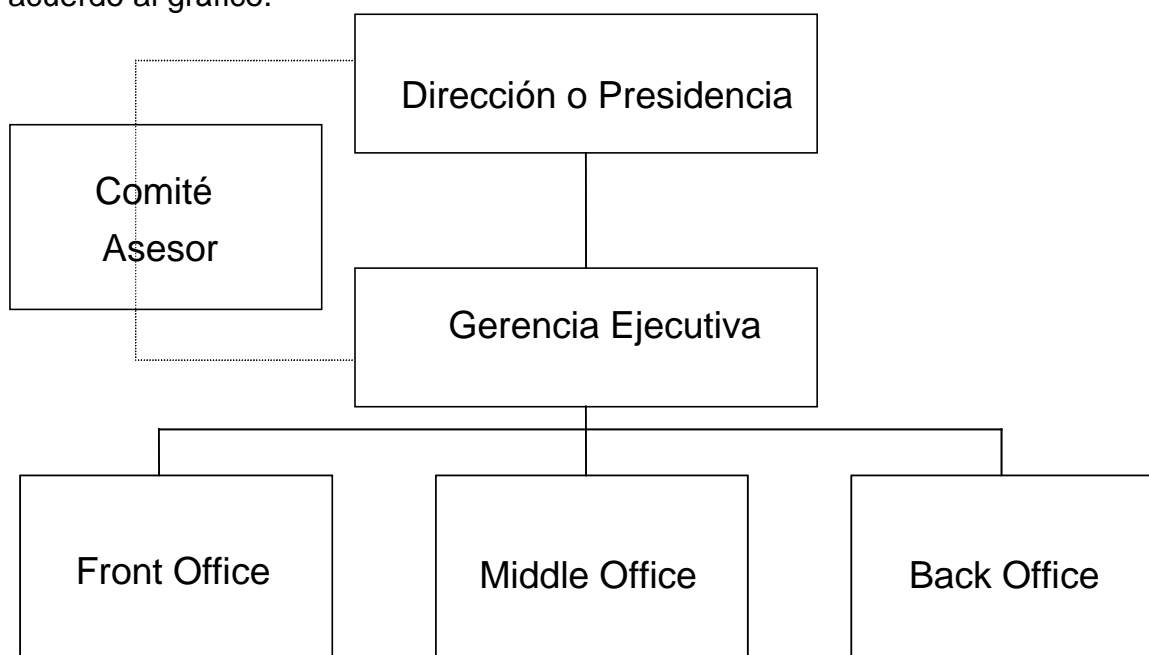 acuerdo al gráfico:
Dirección o Presidencia
Comité
Asesor
Gerencia Ejecutiva
Front Office
Middle Office
Back Office